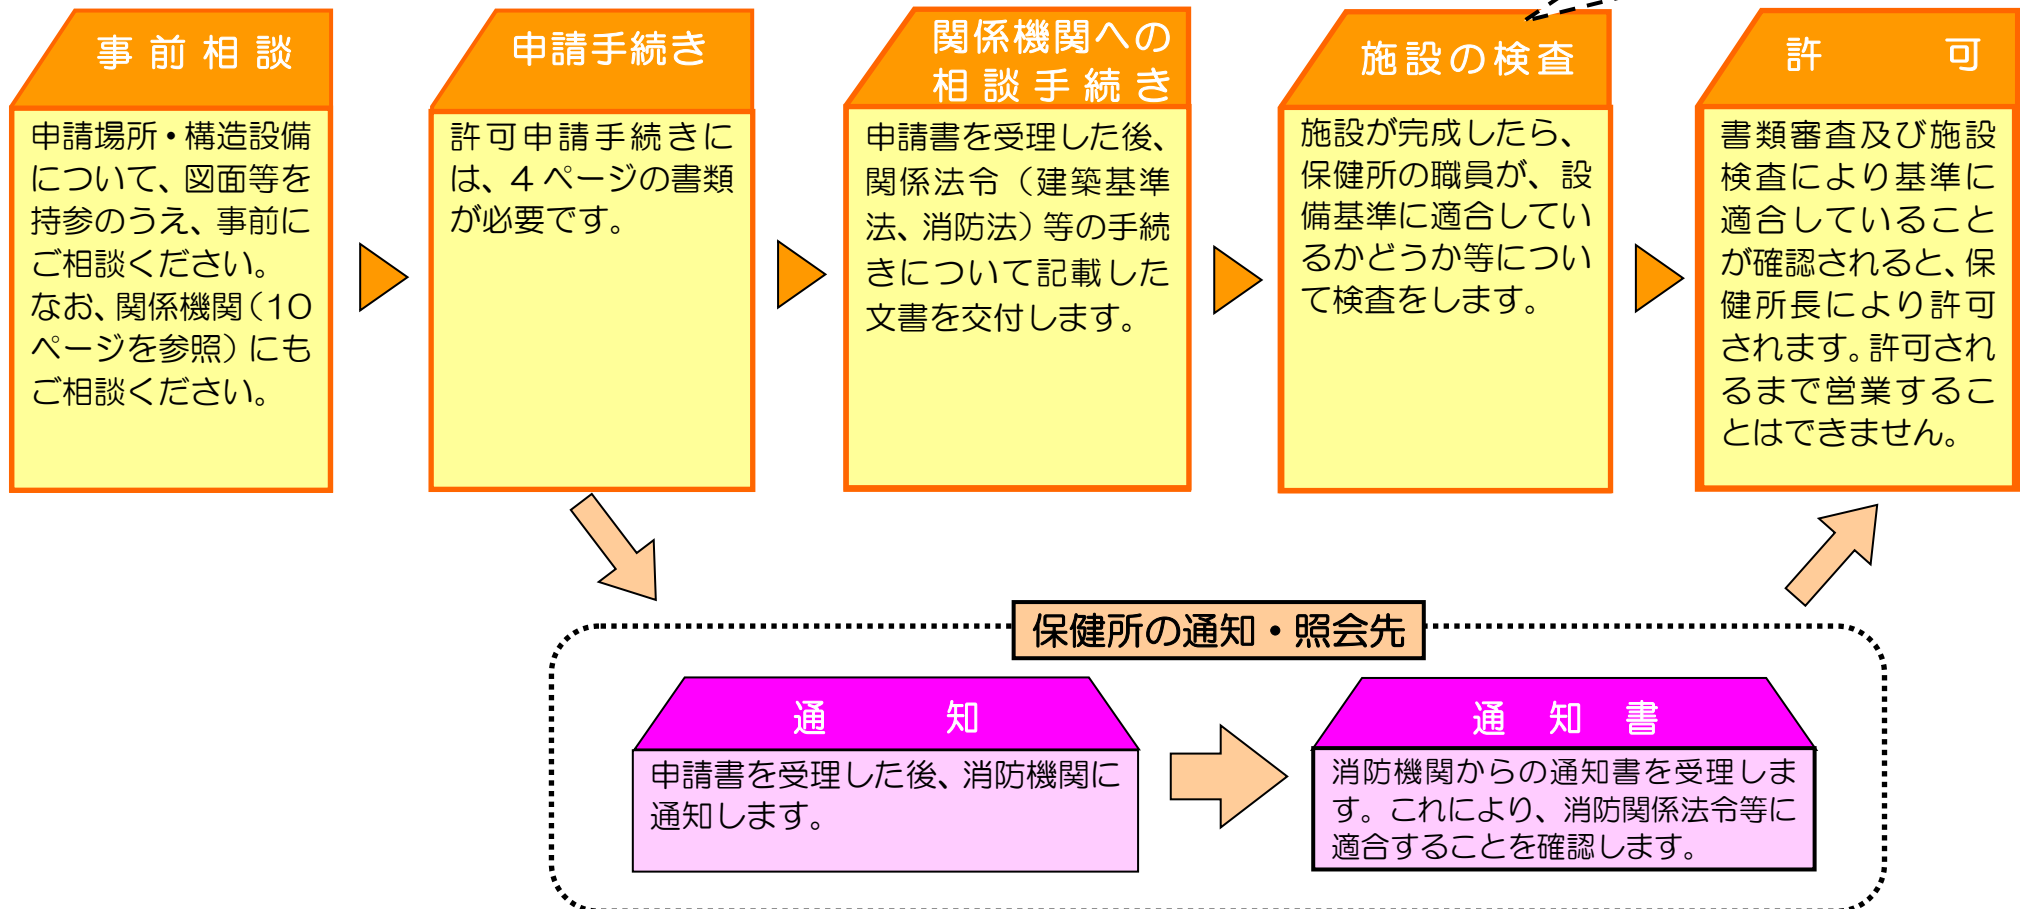 事前相談
申請場所・構造設備
について、図面等を
持参のうえ、事前に
ご相談ください。
なお、関係機関(10
ページを参照)にも
ご相談ください。
申請手続き
許可申請手続きに
は、4ページの書類
が必要です。
関係機関への
相談手続き
申請書を受理した後、
関係法令(建築基準
法、消防法)等の手続
きについて記載した
文書を交付します。
施設の検査
施設が完成したら、
保健所の職員が、設
備基準に適合してい
るかどうか等につい
て検査をします。
許可
書類審査及び施設
検査により基準に
適合していること
が確認されると、保
健所長により許可
されます。許可され
るまで営業するこ
とはできません。
保健所の通知・照会先
通知
申請書を受理した後、消防機関に
通知します。
通知書
消防機関からの通知書を受理しま
す。これにより、消防関係法令等に
適合することを確認します。